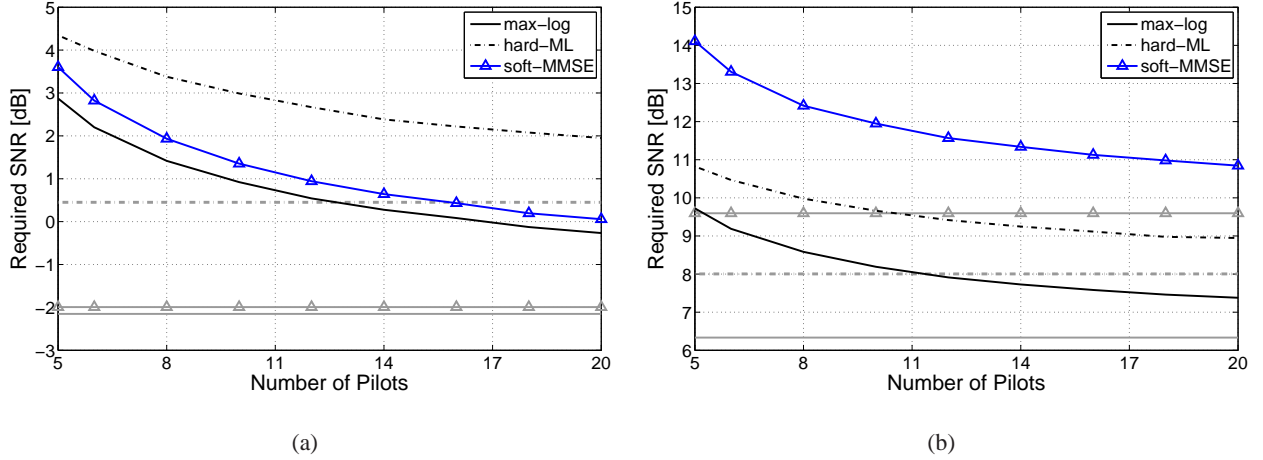 max-log
hard-ML
soft-MMSE
Required SNR [dB]
5
4
3
2
1
0
−1
−2
−3
5
8
11
14
17
20
Number of Pilots
(a)
max-log
hard-ML
soft-MMSE
Required SNR [dB]
15
14
13
12
11
10
9
8
7
6
5
8
11
14
17
20
Number of Pilots
(b)